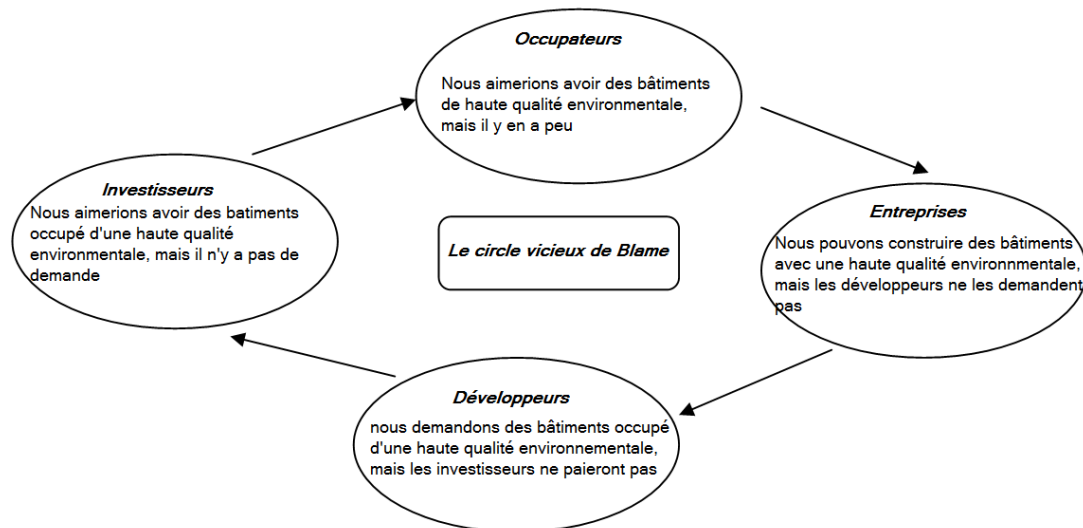 Occupateurs
Nous aimerions avoir des bâtiments
de haute qualité environmentale,
mais il y en a peu
Investisseurs
Nous aimerions avoir des batiments
occupé d'une haute qualité
environmentale, mais il n'y a pas de
demande
Le circle vicieux de Blame
Entreprises
Nous pouvons construire des bâtiments
avec une haute qualité environnmentale,
mais les développeurs ne les demandent
pas
Développeurs
nous demandons des bâtiments occupé
d'une haute qualité environnementale,
mais les investisseurs ne paieront pas